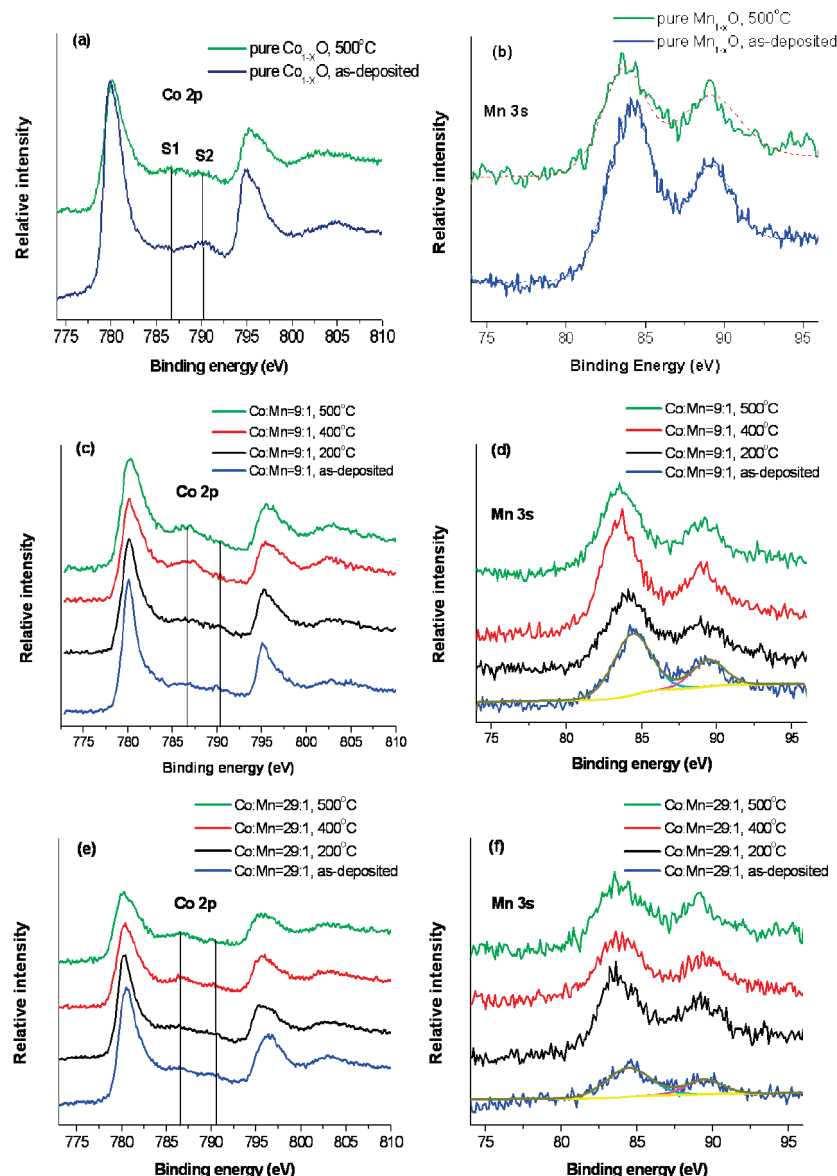 (a)
pure Co1-XO, 500°C
pure Co1-XO, as-deposited
Co 2p
S1
S2
Relative intensity
775 780 785 790 795 800 805 810
Binding energy (eV)
(b)
pure Mn1-xO, 500°C
pure Mn1-xO, as-deposited
Mn 3s
Relative intensity
75 80 85 90 95
Binding Energy (eV)
(c)
Co:Mn=9:1, 500°C
Co:Mn=9:1, 400°C
Co:Mn=9:1, 200°C
Co:Mn=9:1, as-deposited
Co 2p
Relative intensity
775 780 785 790 795 800 805 810
Binding energy (eV)
(d)
Co:Mn=9:1, 500°C
Co:Mn=9:1, 400°C
Co:Mn=9:1, 200°C
Co:Mn=9:1, as-deposited
Mn 3s
Relative intensity
75 80 85 90 95
Binding energy (eV)
(e)
Co:Mn=29:1, 500°C
Co:Mn=29:1, 400°C
Co:Mn=29:1, 200°C
Co:Mn=29:1, as-deposited
Co 2p
Relative intensity
775 780 785 790 795 800 805 810
Binding energy (eV)
(f)
Co:Mn=29:1, 500°C
Co:Mn=29:1, 400°C
Co:Mn=29:1, 200°C
Co:Mn=29:1, as-deposited
Mn 3s
Relative intensity
75 80 85 90 95
Binding energy (eV)